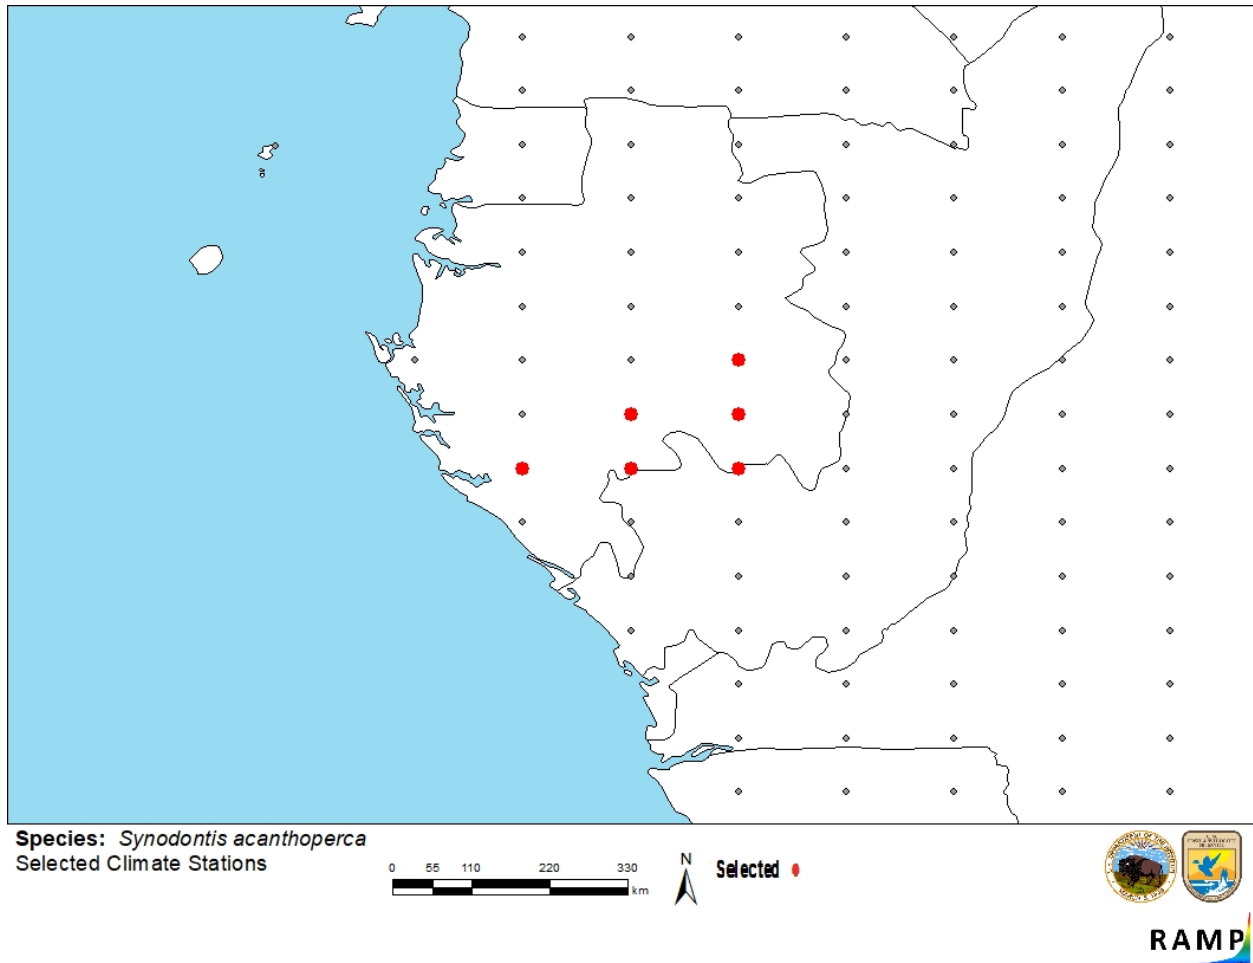 Species: Synodontis acanthoperca
Selected Climate Stations
0 55 110 220 330
km
N
Selected
RAMP